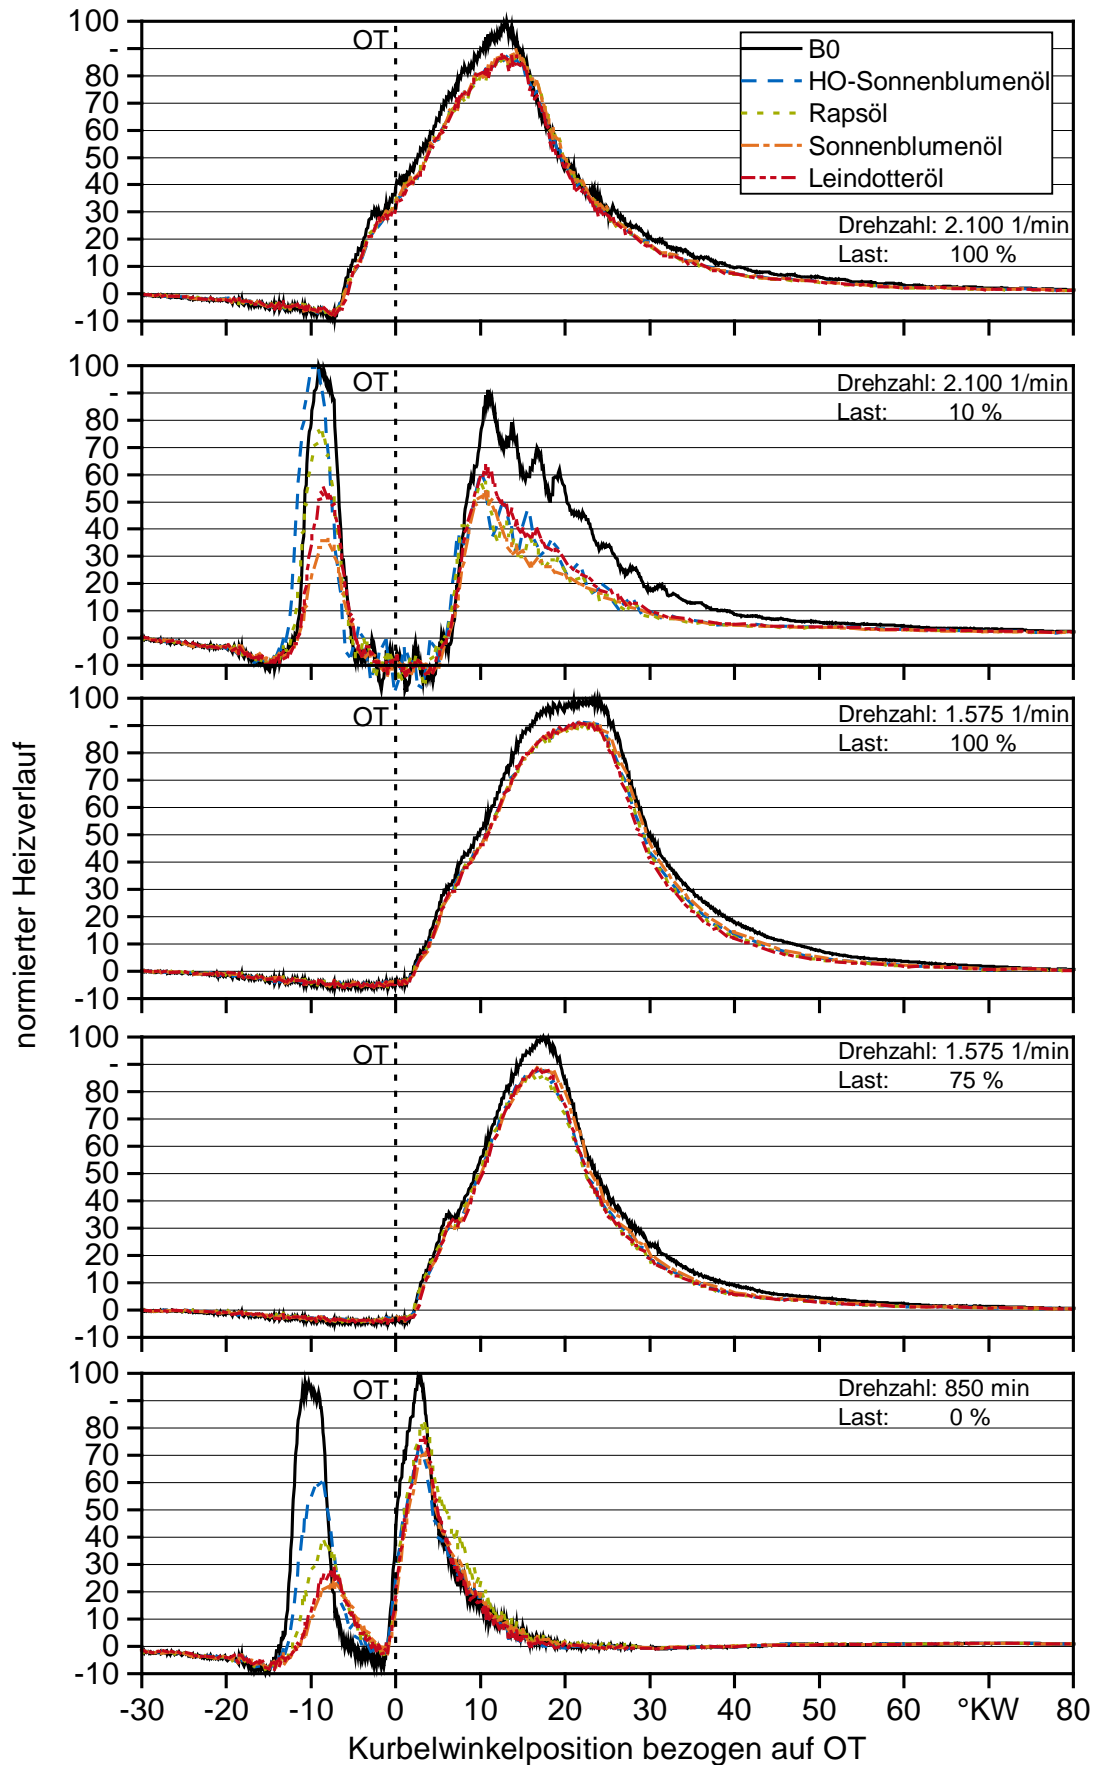 100
-
80
70
60
50
40
30
20
10
0
-10
OT
B0
HO-Sonnenblumenöl
Rapsöl
Sonnenblumenöl
Leindotteröl
Drehzahl: 2.100 1/min
Last: 100 %
100
-
80
70
60
50
40
30
20
10
0
-10
OT
Drehzahl: 2.100 1/min
Last: 10 %
normierter Heizverlauf
100
-
80
70
60
50
40
30
20
10
0
-10
OT
Drehzahl: 1.575 1/min
Last: 100 %
100
-
80
70
60
50
40
30
20
10
0
-10
OT
Drehzahl: 1.575 1/min
Last: 75 %
100
-
80
70
60
50
40
30
20
10
0
-10
OT
Drehzahl: 850 min
Last: 0 %
-30 -20 -10 0 10 20 30 40 50 60 °KW 80
Kurbelwinkelposition bezogen auf OT